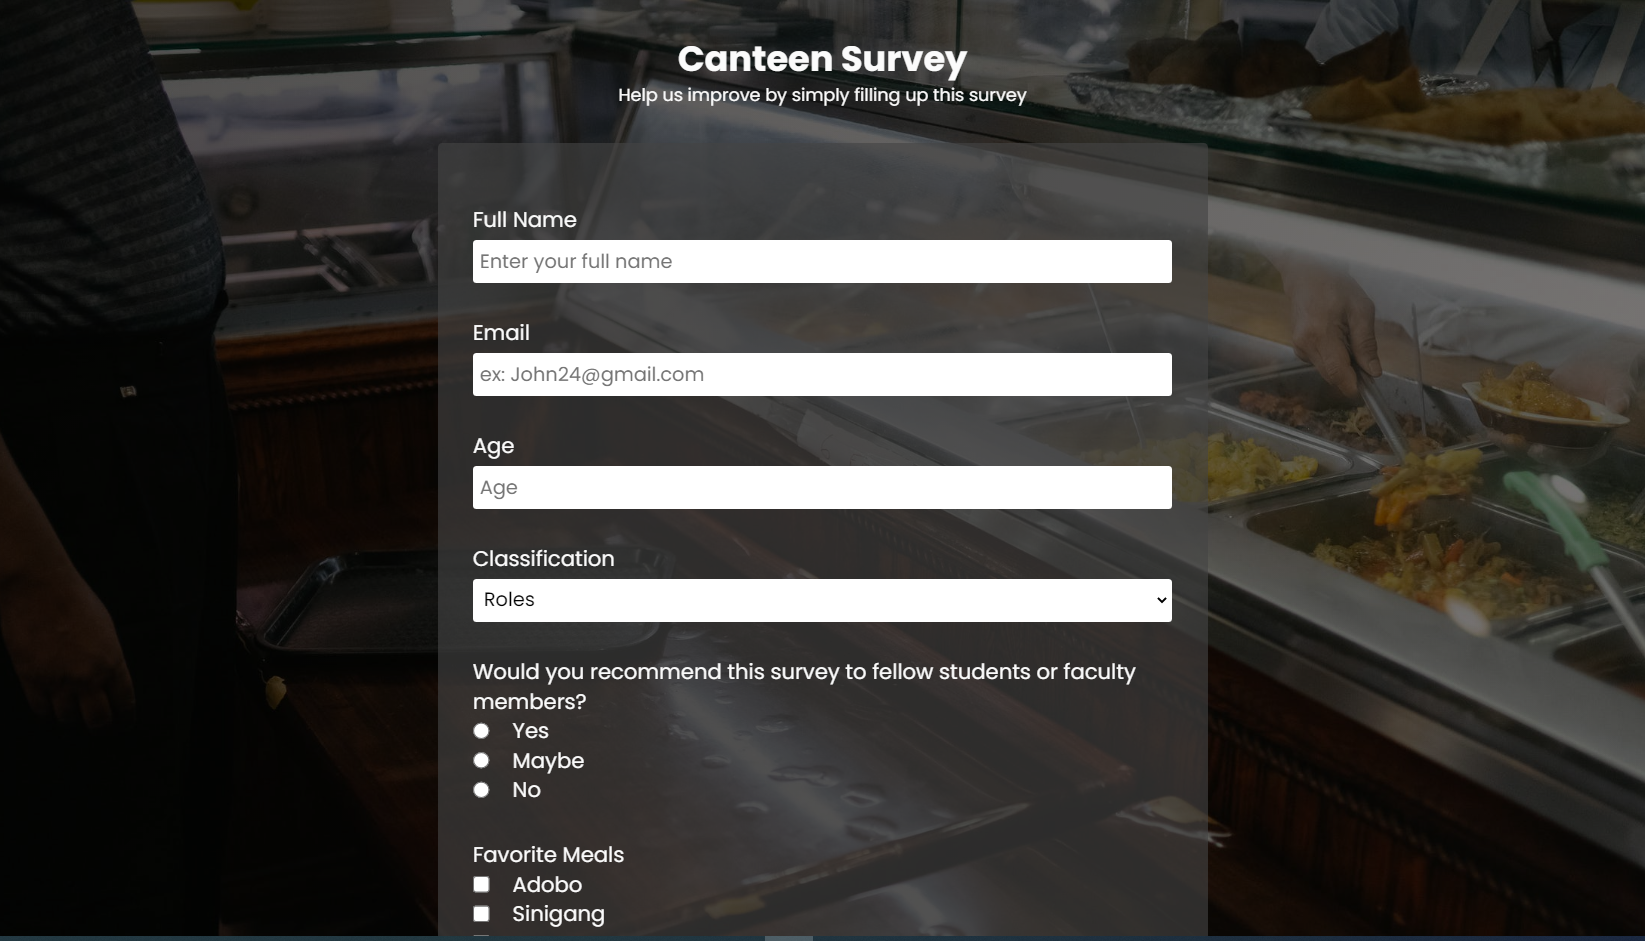 Canteen Survey
Help us improve by simply filling up this survey
Full Name
Enter your full name
Email
ex: John24@gmail.com
Age
Age
Classification
Roles
Would you recommend this survey to fellow students or faculty
members?
Yes
Maybe
No
Favorite Meals
Adobo
Sinigang